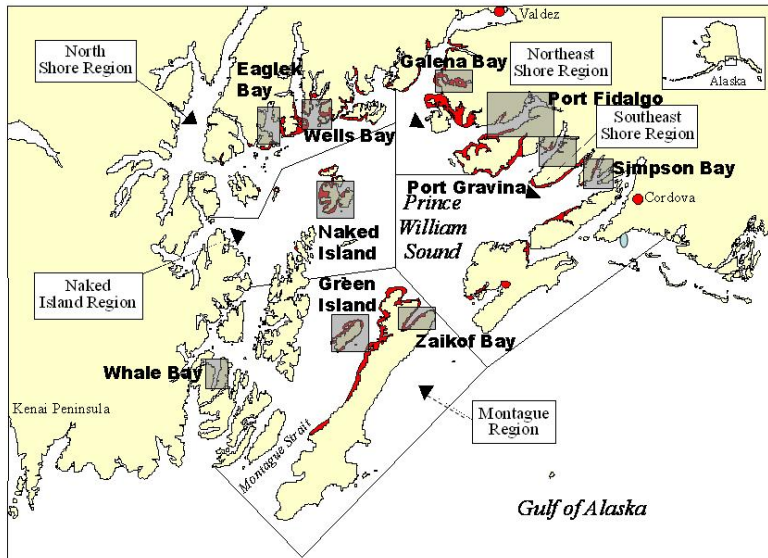 Valdez
North
Shore Region
Galena Bay
Northeast
Shore Region
Alaska
Eaglek
Bay
Port Fidalgo
Wells Bay
Southeast
Shore Region
Simpson Bay
Port Gravina
Cordova
Prince
William
Sound
Naked
Island
Naked
Island Region
Green
Island
Zaikof Bay
Whale Bay
Kenai Peninsula
Montague
Region
Montague Strait
Gulf of Alaska